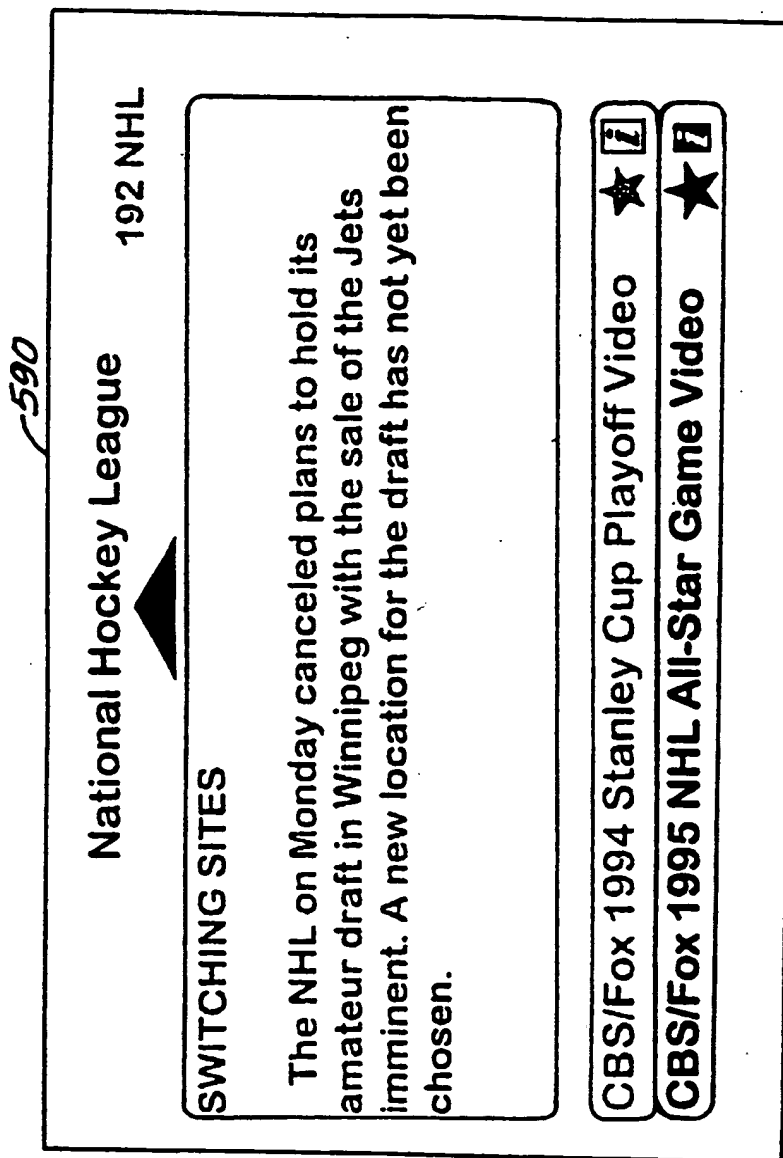 590
National Hockey League
192 NHL
SWITCHING SITES
The NHL on Monday canceled plans to hold its
amateur draft in Winnipeg with the sale of the Jets
imminent. A new location for the draft has not yet been
chosen.
CBS/Fox 1994 Stanley Cup Playoff Video i
CBS/Fox 1995 NHL All-Star Game Video i